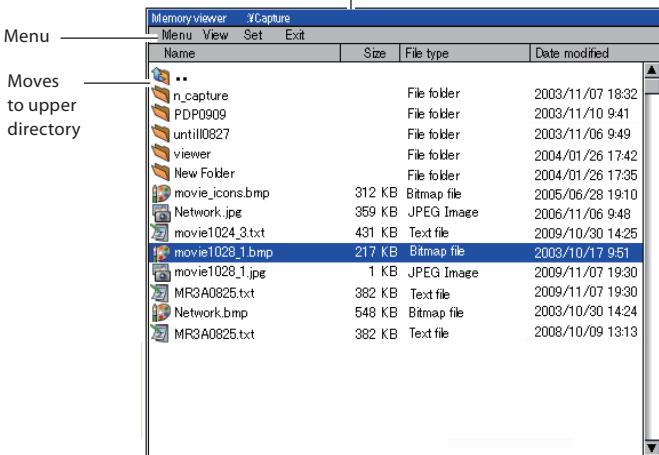 Memory viewer :¥Capture
Menu
Menu View Set Exit
Name Size File type Date modified
Moves
to upper
directory
..
n_capture File folder 2003/11/07 18:32
PDP0909 File folder 2003/11/10 9:41
untill0827 File folder 2003/11/06 9:49
viewer File folder 2004/01/26 17:42
New Folder File folder 2004/01/26 17:35
movie_icons.bmp 312 KB Bitmap file 2005/06/28 19:10
Network.jpg 359 KB JPEG Image 2006/11/06 9:48
movie1024_3.txt 431 KB Text file 2009/10/30 14:25
movie1028_1.bmp 217 KB Bitmap file 2003/10/17 9:51
movie1028_1.jpg 1 KB JPEG Image 2009/11/07 19:30
MR3A0825.txt 382 KB Text file 2009/11/07 19:30
Network.bmp 548 KB Bitmap file 2003/10/30 14:24
MR3A0825.txt 382 KB Text file 2008/10/09 13:13